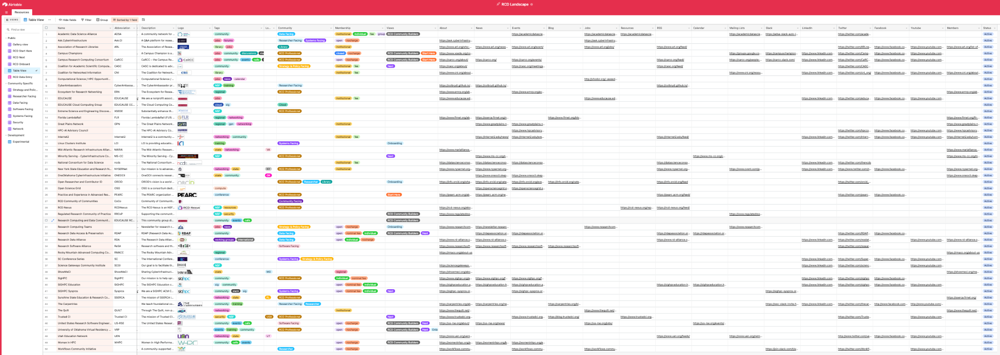 Airtable
RCD Landscape
Resources
VIEWS Table View Hide fields Filter Group Sorted by 1 field
Find a view
Public
Gallery view
RCD Start Here
RCD Next
RCD Onboard
Table View
RCD Data Entry
Community Specific
Strategy and Polic...
Researcher Facing
Data Facing
Software Facing
Systems Facing
Security
Network
Development
Experimental
Name Abbreviation Description Logo Tags Lo... Community Membership Views About News Events Blog Jobs Resources RSS Calendar Mailing Lists Slack LinkedIn Twitter Facebook Youtube Members Status
1 Academic Data Science Alliance ADSA A community network for ... community Data Facing institutional individual fee group RCD Community Builders https://academicdatascie... https://academicdatascie... https://academicdatascie... https://academicdatascie... https://adsa-slack-auto-i... https://twitter.com/acade... Active
2 Ask.Cyberinfrastructure Ask.CI A Q&A platform for resea... jobs forums Researcher Facing Systems Facing open nocharge https://ask.cyberinfrastru... https://ask.cyberinfrastru... Active
3 Association of Research Libraries ARL The Association of Resea... library jobs Library institutional fee https://www.arl.org/who-... https://www.arl.org/news... https://www.arl.org/event/ https://www.arl.org/jobs/ https://www.arl.org/feed/ https://twitter.com/ARLne... https://www.facebook.co... https://www.youtube.com... https://www.arl.org/list-of... Active
4 Campus Champions A Campus Champion is a... jobs community discussions RCD Professional closed nocharge RCD Community Builders Start Here https://www.xsede.org/co... https://groups.google.co... https://campuschampion... https://www.linkedin.com... https://twitter.com/Camp... https://www.facebook.co... https://www.youtube.com... Active
5 Campus Research Computing Consortium CaRCC CaRCC – the Campus Re... jobs community events calls RCD Professional open nocharge RCD Community Builders Start Here https://carcc.org/about/ https://carcc.org/ https://carcc.org/events/ https://carcc.org/feed/ https://carcc.org/people-... https://carcc.slack.com/ https://www.linkedin.com... https://twitter.com/CaRC... https://www.facebook.co... https://www.youtube.com... Active
6 Coalition for Academic Scientific Computa... CASC CASC is dedicated to adv... community Strategy & Policy Facing institutional fee Next https://casc.org/about/ https://casc.org/meetings... https://casc.org/feed/ https://twitter.com/CASC... Active
7 Coalition for Networked Information CNI The Coalition for Network... cni library institutional fee https://www.cni.org/about... https://www.cni.org/resou... https://www.linkedin.com... https://twitter.com/cni_org/ https://www.facebook.co... https://www.youtube.com... https://www.cni.org/about... Active
8 Computational Science / HPC Opportunit... Computational Science / ... jobs news calendar http://shodor.org/~aweed... Active
9 CyberAmbassadors CyberAmbassa... The CyberAmbassador pr... NSF training Researcher Facing https://colbrydi.github.io/... https://colbrydi.github.io/... https://colbrydi.github.io/... Active
10 Ecosystem for Research Networking ERN The Ecosystem for Resea... regional RCD Professional https://www.ernrp.org/ab... https://www.ernrp.org/ev... https://www.ernrp.org/ab... Active
11 EDUCAUSE EDUCAUSE We are a nonprofit associ... jobs institutional fee https://www.educause.ed... https://www.educause.ed... https://www.linkedin.com... https://twitter.com/educa... https://www.facebook.co... https://www.youtube.com... Active
12 EDUCAUSE Cloud Computing Group EDUCAUSE CC... The Cloud Computing Co... cloud sig Cloud Active
13 Extreme Science and Engineering Discove... XSEDE Substantially enhance th... XSEDE NSF RCD Professional Active
14 Florida LambdaRail FLR Florida LambdaRail (FLR) ... FLR regional networking https://www.flrnet.org/ab... https://sserca.flrnet.org/n... https://www.flrnet.org/blo... https://www.flrnet.org/flr-... Active
15 Great Plains Network GPN The Great Plains Network... GPN regional gpn networking institutional https://www.greatplains.n... https://www.greatplains.n... https://www.greatplains.n... Active
16 HPC-AI Advisory Council The HPC-AI Advisory Co... https://www.hpcadvisory... https://twitter.com/hpcco... https://www.facebook.co... https://www.youtube.com... https://www.hpcadvisory... Active
17 Internet2 Internet2 Internet2 is a community ... networking community institutional fee https://internet2.edu/news/ https://internet2.edu/eve... https://internet2.edu/feed/ https://www.linkedin.com... https://twitter.com/intern... https://www.facebook.co... https://www.youtube.com... https://internet2.edu/com... Active
18 Linux Clusters Institute LCI LCI is providing educatio... LCI training Systems Facing Onboarding Active
19 Mid-Atlantic Research Infrastructure Allian... MARIA The Mid-Atlantic Researc... state networking VA https://www.marialliance... https://www.marialliance... Active
20 Minority Serving - Cyberinfrastructure Co... MS-CC The Minority Serving - Cy... NSF RCD Professional Next https://www.ms-cc.org/n... https://www.ms-cc.org/c... https://www.ms-cc.org/n... Active
21 National Consortium for Data Science ncds The National Consortium ... ncds institutional fee https://datascienceconso... https://datascienceconso... https://datascienceconso... https://www.linkedin.com... https://twitter.com/thencds https://www.youtube.com... Active
22 New York State Education and Research N... NYSERNet Our mission is to advance... networking state NY RCD Professional institutional https://www.nysernet.org... https://www.nysernet.org... https://www.nysernet.org... https://www.cvent.com/p... https://www.linkedin.com... https://www.twitter.com/n... https://www.facebook.co... https://www.nysernet.org... Active
23 OneOklahoma Cyberinfrastructure Initiative ONEOCII OneOCII connects resear... state community OK https://www.oneocii.okep... https://www.oneocii.okep... https://www.oneocii.okep... Active
24 Open Researcher and Contributor ID ORCID ORCID's vision is a world ... ORCID RCD Professional Researcher Library Onboarding https://info.orcid.org/wha... https://info.orcid.org/cate... https://info.orcid.org/eve... https://info.orcid.org/cate... https://info.orcid.org/feed https://twitter.com/orcid_... https://www.youtube.com... Active
25 Open Science Grid OSG OSG is a consortium dedi... compute https://opensciencegrid.o... https://opensciencegrid.o... Active
26 Practice and Experience in Advanced Res... PEARC The PEARC organization ... PEARC conference RCD Professional Start Here https://pearc.acm.org/ab... https://pearc.acm.org/ne... https://pearc.acm.org/feed/ https://twitter.com/pearc... https://www.facebook.co... Active
27 RCD Community of Communities CoCo Community of Communiti... Community Facing Active
28 RCD Nexus RCDNexus The RCD Nexus is an NSF... RCD Nexus NSF resources RCD Professional https://rcd-nexus.org/abo... https://rcd-nexus.org/rep... https://rcd-nexus.org/feed/ Active
29 Regulated Research Community of Practice RRCoP Supporting the communit... NSF security RCD Community Builders https://www.regulatedres... https://www.regulatedres... Active
Research Computing and Data Communit... EDUCAUSE RC... This community group di... community events calls RCD Community Builders Active
31 Research Computing Teams Newsletter for research c... jobs news Strategy & Policy Facing open nocharge Onboarding https://www.researchcom... https://newsletter.researc... https://www.researchcom... https://www.researchcom... Active
32 Research Data Access & Preservation RDAP RDAP (Research Data Ac... RDAP community Data Facing open nominal fee individual RCD Community Builders Next https://rdapassociation.or... https://rdapassociation.or... https://rdapassociation.or... https://rdapassociation.or... https://twitter.com/RDAP... https://www.facebook.co... https://www.youtube.com... Active
33 Research Data Alliance RDA The Research Data Allian... working groups International Data Facing open individual nocharge https://www.rd-alliance.o... https://www.rd-alliance.o... https://www.rd-alliance.o... https://www.linkedin.com... https://twitter.com/resdat... https://www.youtube.com... https://www.rd-alliance.o... Active
34 Research Software Alliance ReSA Research software and th... <ReSA> Software Facing https://www.researchsoft... https://www.researchsoft... https://www.researchsoft... https://www.researchsoft... https://twitter.com/resear... Active
35 Rocky Mountain Advanced Computing Co... RMACC The Rocky Mountain Adv... regional https://rmacc.org/about-us https://rmacc.org/about-us Active
36 SC Conference Series SC The International Confere... conference Systems Facing Strategy & Policy Facing https://www.linkedin.com... https://twitter.com/Super... https://www.facebook.co... https://www.youtube.com... Active
37 Science Gateways Community Institute SCGI Our goal is to facilitate th... NSF https://sciencegateways... https://www.linkedin.com... https://twitter.com/scienc... https://www.facebook.co... https://www.youtube.com... Active
38 ShowMeCI ShowMeCI Sharing CyberInfrastruct... state MO regional https://showmeci.org/abo... https://showmeci.org/me... Active
39 SigHPC SigHPC Our mission is to help spr... sighpc community RCD Professional individual nominal fee https://www.sighpc.org/a... https://www.sighpc.org/f... https://www.sighpc.org/f... https://www.linkedin.com... https://twitter.com/sighpc https://www.facebook.co... https://www.youtube.com... Active
40 SIGHPC Education SIGHPC The mission of SIGHPC c... sig community open nominal fee individual https://sighpceducation.a... https://sighpceducation.a... https://sighpceducation.a... https://sighpceducation.h... https://sighpceducation.h... Active
41 SIGHPC Syspros Syspros We are a SIGHPC ACM C... sighpc community slack sig Systems Facing open nominal fee individual Next https://sighpc-syspros.or... https://sighpc-syspros.or... https://sighpc-syspros.or... Active
42 Sunshine State Education & Research Co... SSERCA The mission of SSERCA i... networking state FL RCD Professional https://sserca.flrnet.org/ Active
43 The Carpentries We teach foundational co... THE CARPENTRIES community training Researcher Facing Researcher https://carpentries.org/ab... https://carpentries.org/ne... https://carpentries.org/bl... https://swc-slack-invite.h... https://twitter.com/thecar... http://www.facebook.com... http://www.youtube.com/... Active
44 The Quilt QUILT Through The Quilt, non-p... networking institutional https://www.thequilt.net/... https://www.thequilt.net/... https://www.thequilt.net/... Active
45 Trusted CI Trusted CI The mission of Trusted CI... security NSF USA RCD Professional Next https://www.trustedci.org... https://www.trustedci.org... https://www.trustedci.org... https://blog.trustedci.org/ https://www.trustedci.org... https://twitter.com/Truste... https://www.youtube.com... Active
46 United States Research Software Engineer... US-RSE The United States Resear... community events calls Software Facing open nocharge RCD Community Builders Next https://us-rse.org/about/ https://us-rse.org/news/ https://us-rse.org/jobs/ https://us-rse.org/events/... Active
47 University of Oklahoma Virtual Residency ... VRP events training community RCD Professional open nocharge RCD Community Builders Next Active
48 Utah Education Network UEN uen networking state UT https://www.uen.org/ueni... https://www.uen.org/feeds/ https://www.uen.org/netn... http://www.twitter.com/ue... https://www.facebook.co... https://www.youtube.com... Active
49 Women in HPC WHPC Women in High Performa... WHPC community calls events open nocharge RCD Community Builders https://womeninhpc.org/a... https://womeninhpc.org/b... https://womeninhpc.org/e... https://www.linkedin.com... https://twitter.com/wome... https://www.facebook.co... https://www.youtube.com... Active
50 Workflows Community Initiative A community-supported ... Researcher open nocharge https://workflows.commu... https://workflows.commu... https://workflows.commu... https://join.slack.com/t/w... https://twitter.com/Workfl... https://www.youtube.com... Active